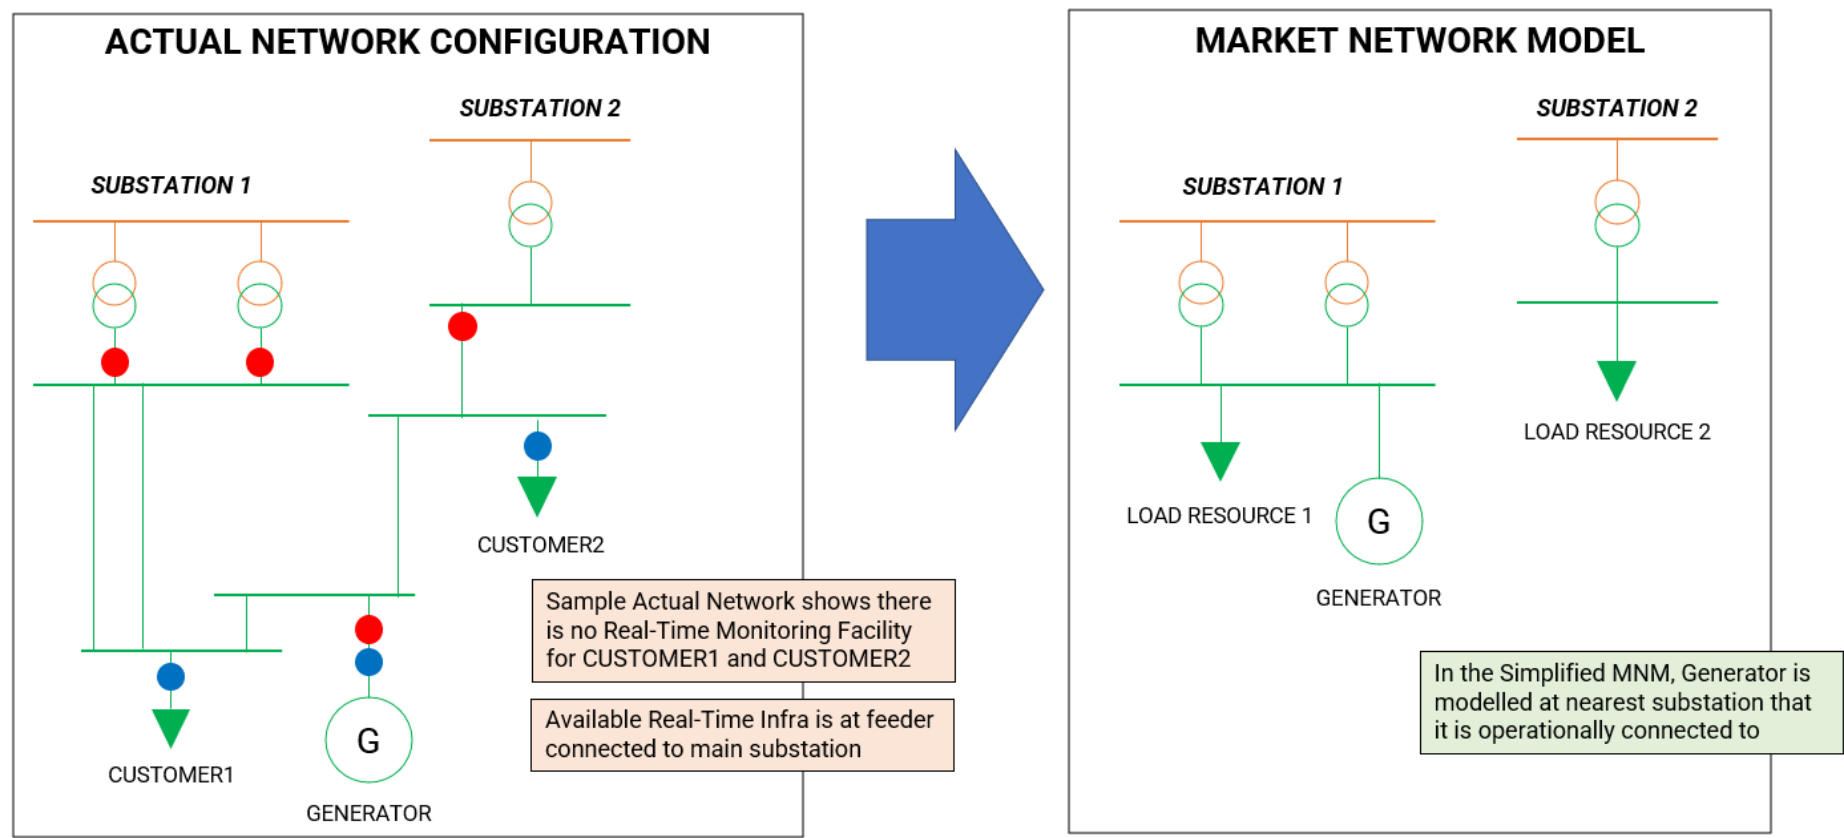 ACTUAL NETWORK CONFIGURATION
SUBSTATION 2
SUBSTATION 1
CUSTOMER2
Sample Actual Network shows there
is no Real-Time Monitoring Facility
for CUSTOMER1 and CUSTOMER2
Available Real-Time Infra is at feeder
connected to main substation
G
CUSTOMER1
GENERATOR
MARKET NETWORK MODEL
SUBSTATION 2
SUBSTATION 1
LOAD RESOURCE 2
LOAD RESOURCE 1
G
GENERATOR
In the Simplified MNM, Generator is
modelled at nearest substation that
it is operationally connected to